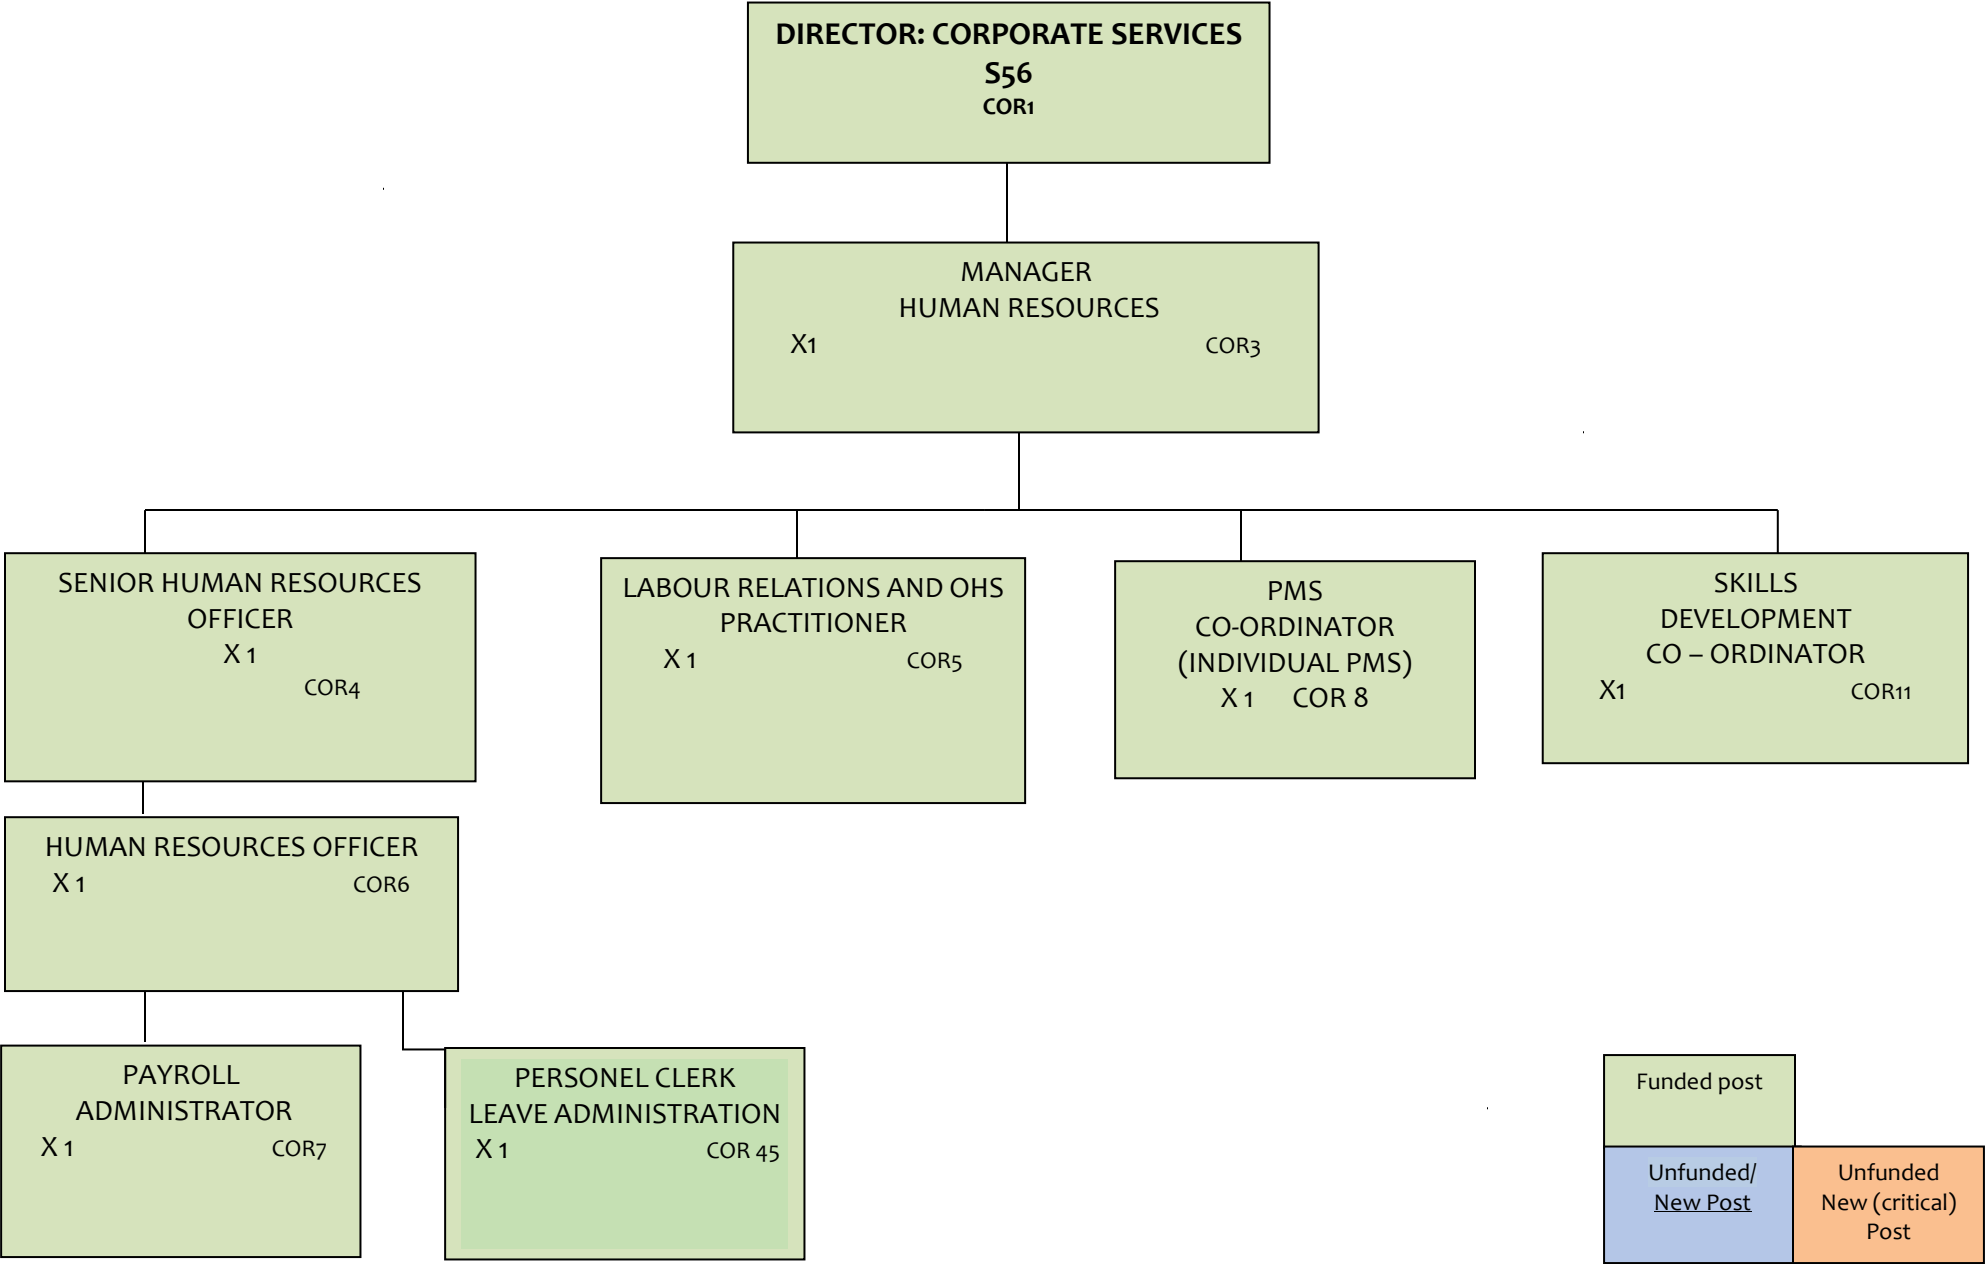 DIRECTOR: CORPORATE SERVICES
S56
COR1
MANAGER
HUMAN RESOURCES
X1 COR3
SENIOR HUMAN RESOURCES
OFFICER
X 1
COR4
LABOUR RELATIONS AND OHS
PRACTITIONER
X 1 COR5
PMS
CO-ORDINATOR
(INDIVIDUAL PMS)
X 1 COR 8
SKILLS
DEVELOPMENT
CO – ORDINATOR
X1 COR11
HUMAN RESOURCES OFFICER
X 1 COR6
PAYROLL
ADMINISTRATOR
X 1 COR7
PERSONEL CLERK
LEAVE ADMINISTRATION
X 1 COR 45
Funded post
Unfunded/
New Post
Unfunded
New (critical)
Post